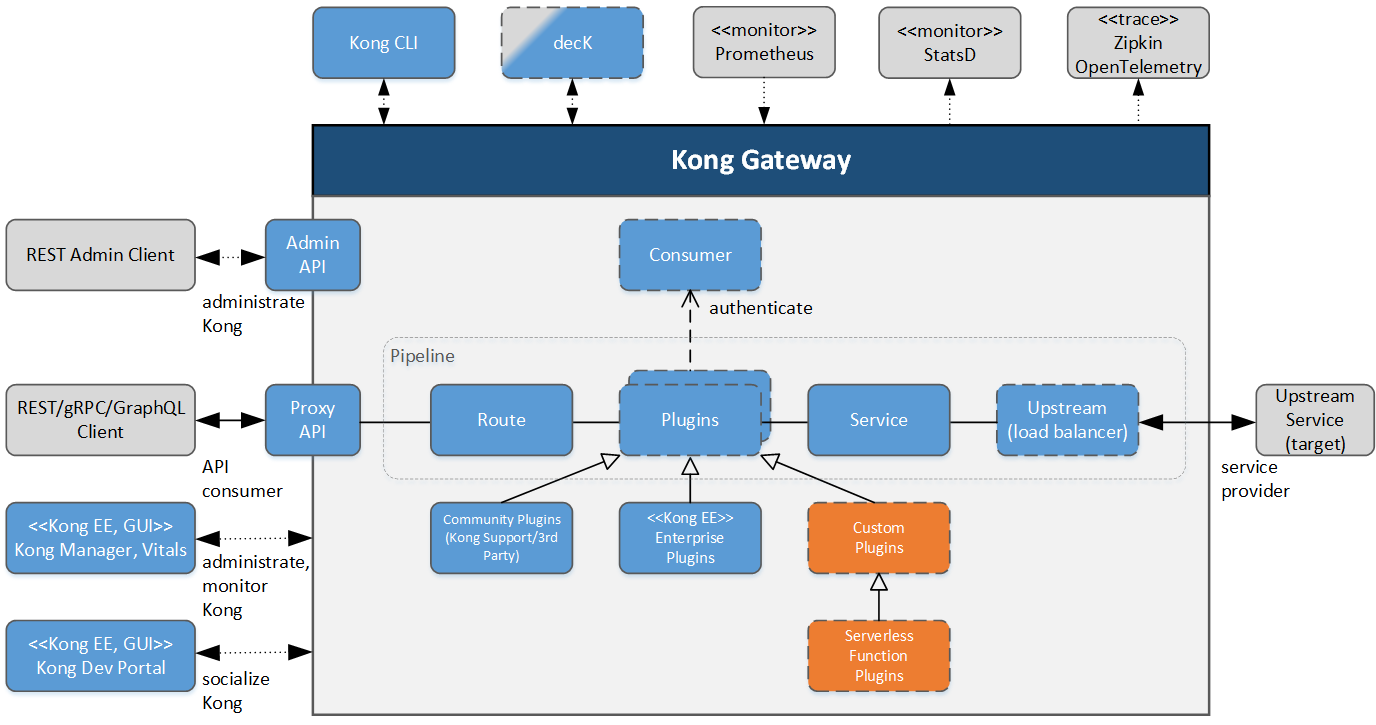 Kong CLI
decK
<<monitor>>
Prometheus
<<monitor>>
StatsD
<<trace>>
Zipkin
OpenTelemetry
Kong Gateway
REST Admin Client
Admin
API
administrate
Kong
Consumer
authenticate
Pipeline
REST/gRPC/GraphQL
Client
Proxy
API
API
consumer
Route
Plugins
Service
Upstream
(load balancer)
Upstream
Service
(target)
service
provider
<<Kong EE, GUI>>
Kong Manager, Vitals
administrate,
monitor
Kong
Community Plugins
(Kong Support/3rd
Party)
<<Kong EE>>
Enterprise
Plugins
Custom
Plugins
<<Kong EE, GUI>>
Kong Dev Portal
socialize
Kong
Serverless
Function
Plugins